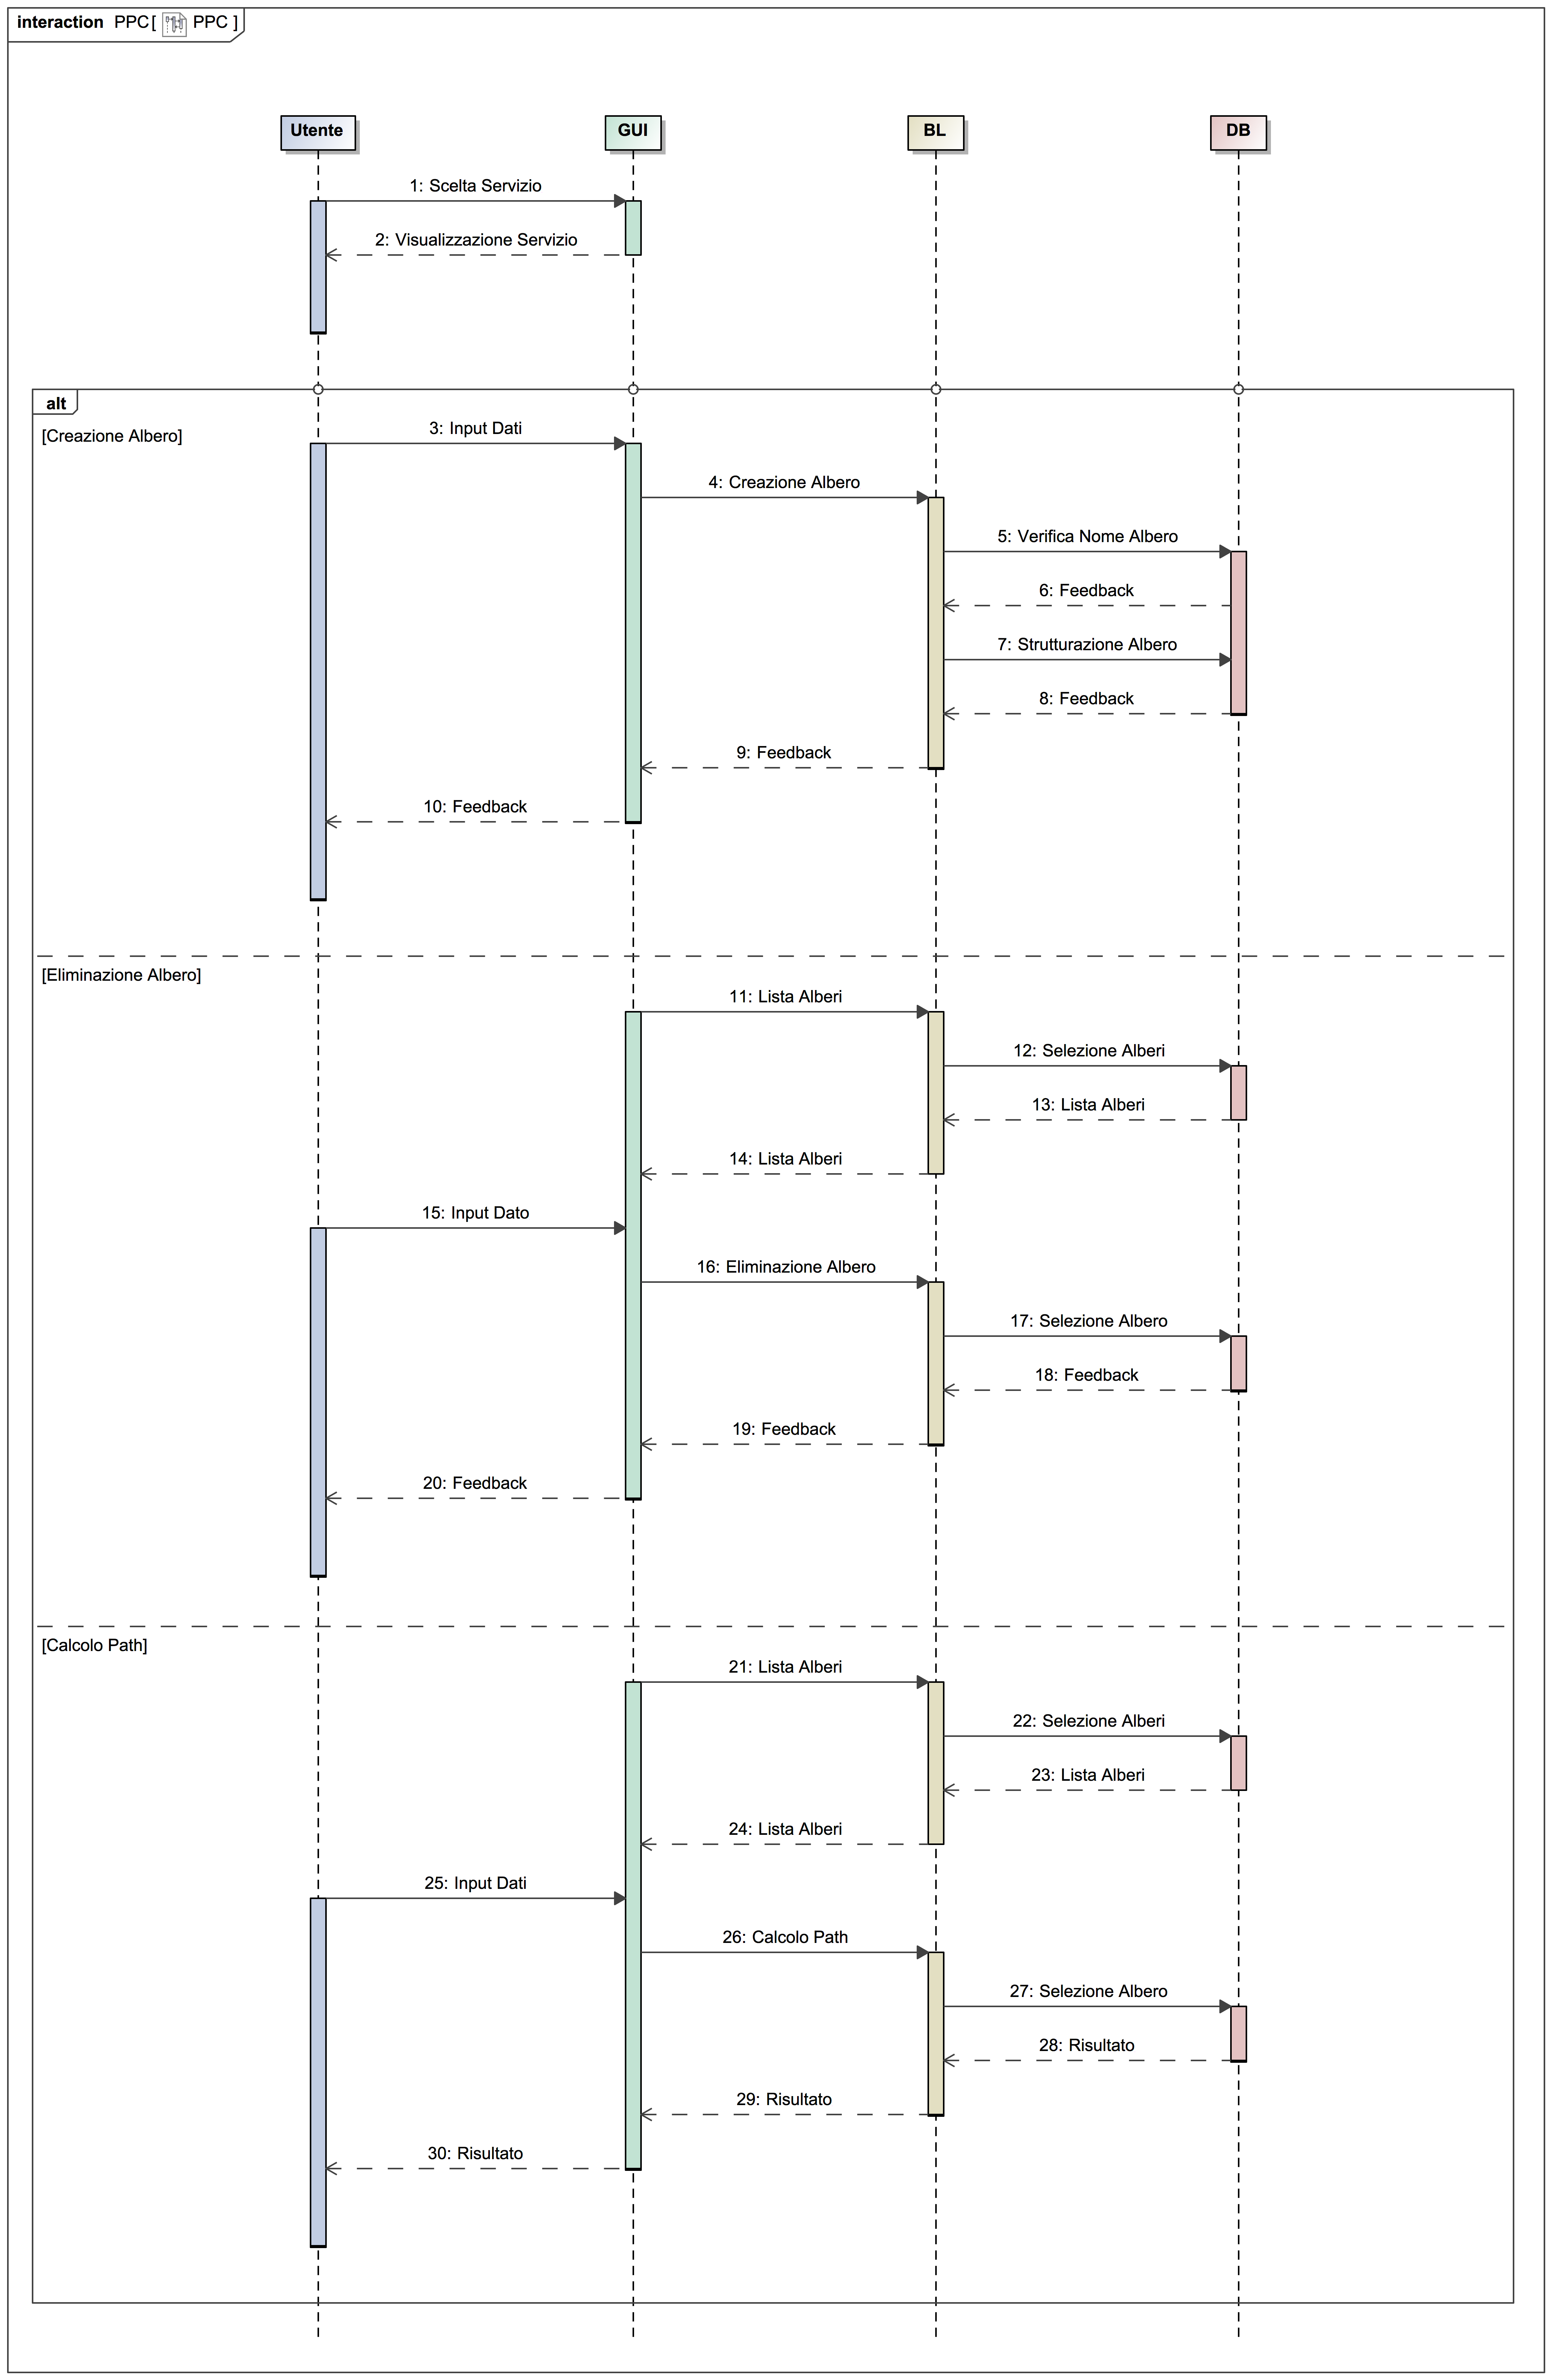 interaction PPC[ PPC ]
Utente GUI BL DB
1: Scelta Servizio
2: Visualizzazione Servizio
alt
[Creazione Albero]
3: Input Dati
4: Creazione Albero
5: Verifica Nome Albero
6: Feedback
7: Strutturazione Albero
8: Feedback
9: Feedback
10: Feedback
[Eliminazione Albero]
11: Lista Alberi
12: Selezione Alberi
13: Lista Alberi
14: Lista Alberi
15: Input Dato
16: Eliminazione Albero
17: Selezione Albero
18: Feedback
19: Feedback
20: Feedback
[Calcolo Path]
21: Lista Alberi
22: Selezione Alberi
23: Lista Alberi
24: Lista Alberi
25: Input Dati
26: Calcolo Path
27: Selezione Albero
28: Risultato
29: Risultato
30: Risultato